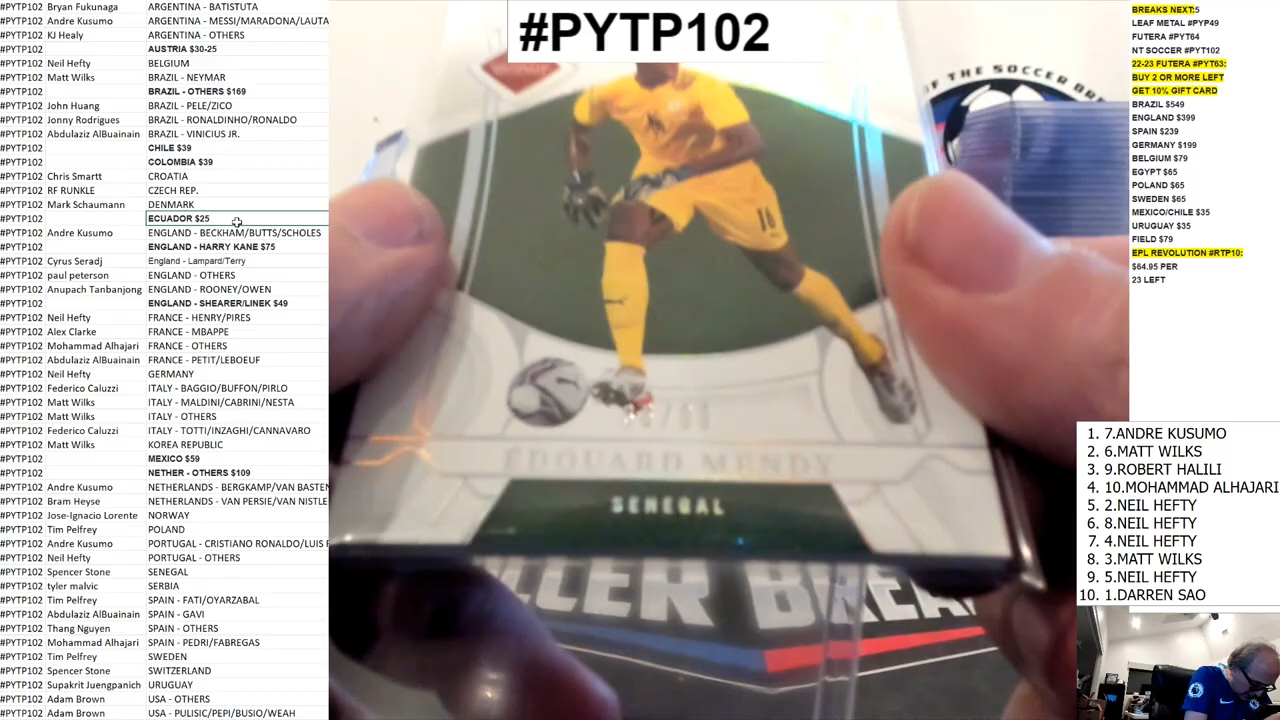 #PYTP102 Bryan Fukunaga ARGENTINA - BATISTUTA
#PYTP102 Andre Kusumo ARGENTINA - MESSI/MARADONA/LAUTA
#PYTP102 KJ Healy ARGENTINA - OTHERS
#PYTP102 AUSTRIA $30-25
#PYTP102 Neil Hefty BELGIUM
#PYTP102 Matt Wilks BRAZIL - NEYMAR
#PYTP102 BRAZIL - OTHERS $169
#PYTP102 John Huang BRAZIL - PELE/ZICO
#PYTP102 Jonny Rodrigues BRAZIL - RONALDINHO/RONALDO
#PYTP102 Abdulaziz AlBuainain BRAZIL - VINICIUS JR.
#PYTP102 CHILE $39
#PYTP102 COLOMBIA $39
#PYTP102 Chris Smartt CROATIA
#PYTP102 RF RUNKLE CZECH REP.
#PYTP102 Mark Schaumann DENMARK
#PYTP102 ECUADOR $25
#PYTP102 Andre Kusumo ENGLAND - BECKHAM/BUTTS/SCHOLES
#PYTP102 ENGLAND - HARRY KANE $75
#PYTP102 Cyrus Seradj England - Lampard/Terry
#PYTP102 paul peterson ENGLAND - OTHERS
#PYTP102 Anupach Tanbanjong ENGLAND - ROONEY/OWEN
#PYTP102 ENGLAND - SHEARER/LINEK $49
#PYTP102 Neil Hefty FRANCE - HENRY/PIRES
#PYTP102 Alex Clarke FRANCE - MBAPPE
#PYTP102 Mohammad Alhajari FRANCE - OTHERS
#PYTP102 Abdulaziz AlBuainain FRANCE - PETIT/LEBOEUF
#PYTP102 Neil Hefty GERMANY
#PYTP102 Federico Caluzzi ITALY - BAGGIO/BUFFON/PIRLO
#PYTP102 Matt Wilks ITALY - MALDINI/CABRINI/NESTA
#PYTP102 Matt Wilks ITALY - OTHERS
#PYTP102 Federico Caluzzi ITALY - TOTTI/INZAGHI/CANNAVARO
#PYTP102 Matt Wilks KOREA REPUBLIC
#PYTP102 MEXICO $59
#PYTP102 NETHER - OTHERS $109
#PYTP102 Andre Kusumo NETHERLANDS - BERGKAMP/VAN BASTEN
#PYTP102 Bram Heyse NETHERLANDS - VAN PERSIE/VAN NISTLE
#PYTP102 Jose-Ignacio Lorente NORWAY
#PYTP102 Tim Pelfrey POLAND
#PYTP102 Andre Kusumo PORTUGAL - CRISTIANO RONALDO/LUIS F
#PYTP102 Neil Hefty PORTUGAL - OTHERS
#PYTP102 Spencer Stone SENEGAL
#PYTP102 tyler malvic SERBIA
#PYTP102 Tim Pelfrey SPAIN - FATI/OYARZABAL
#PYTP102 Abdulaziz AlBuainain SPAIN - GAVI
#PYTP102 Thang Nguyen SPAIN - OTHERS
#PYTP102 Mohammad Alhajari SPAIN - PEDRI/FABREGAS
#PYTP102 Tim Pelfrey SWEDEN
#PYTP102 Spencer Stone SWITZERLAND
#PYTP102 Supakrit Juengpanich URUGUAY
#PYTP102 Adam Brown USA - OTHERS
#PYTP102 Adam Brown USA - PULISIC/PEPI/BUSIO/WEAH
#PYTP102
OF THE SOCCER BRE
16
EDOUARD MENDY
SENEGAL
BREA
BREAKS NEXT:5
LEAF METAL #PYP49
FUTERA #PYT64
NT SOCCER #PYT102
22-23 FUTERA #PYT63:
BUY 2 OR MORE LEFT
GET 10% GIFT CARD
BRAZIL $549
ENGLAND $399
SPAIN $239
GERMANY $199
BELGIUM $79
EGYPT $65
POLAND $65
SWEDEN $65
MEXICO/CHILE $35
URUGUAY $35
FIELD $79
EPL REVOLUTION #RTP10:
$64.95 PER
23 LEFT
1. 7.ANDRE KUSUMO
2. 6.MATT WILKS
3. 9.ROBERT HALILI
4. 10.MOHAMMAD ALHAJARI
5. 2.NEIL HEFTY
6. 8.NEIL HEFTY
7. 4.NEIL HEFTY
8. 3.MATT WILKS
9. 5.NEIL HEFTY
10. 1.DARREN SAO